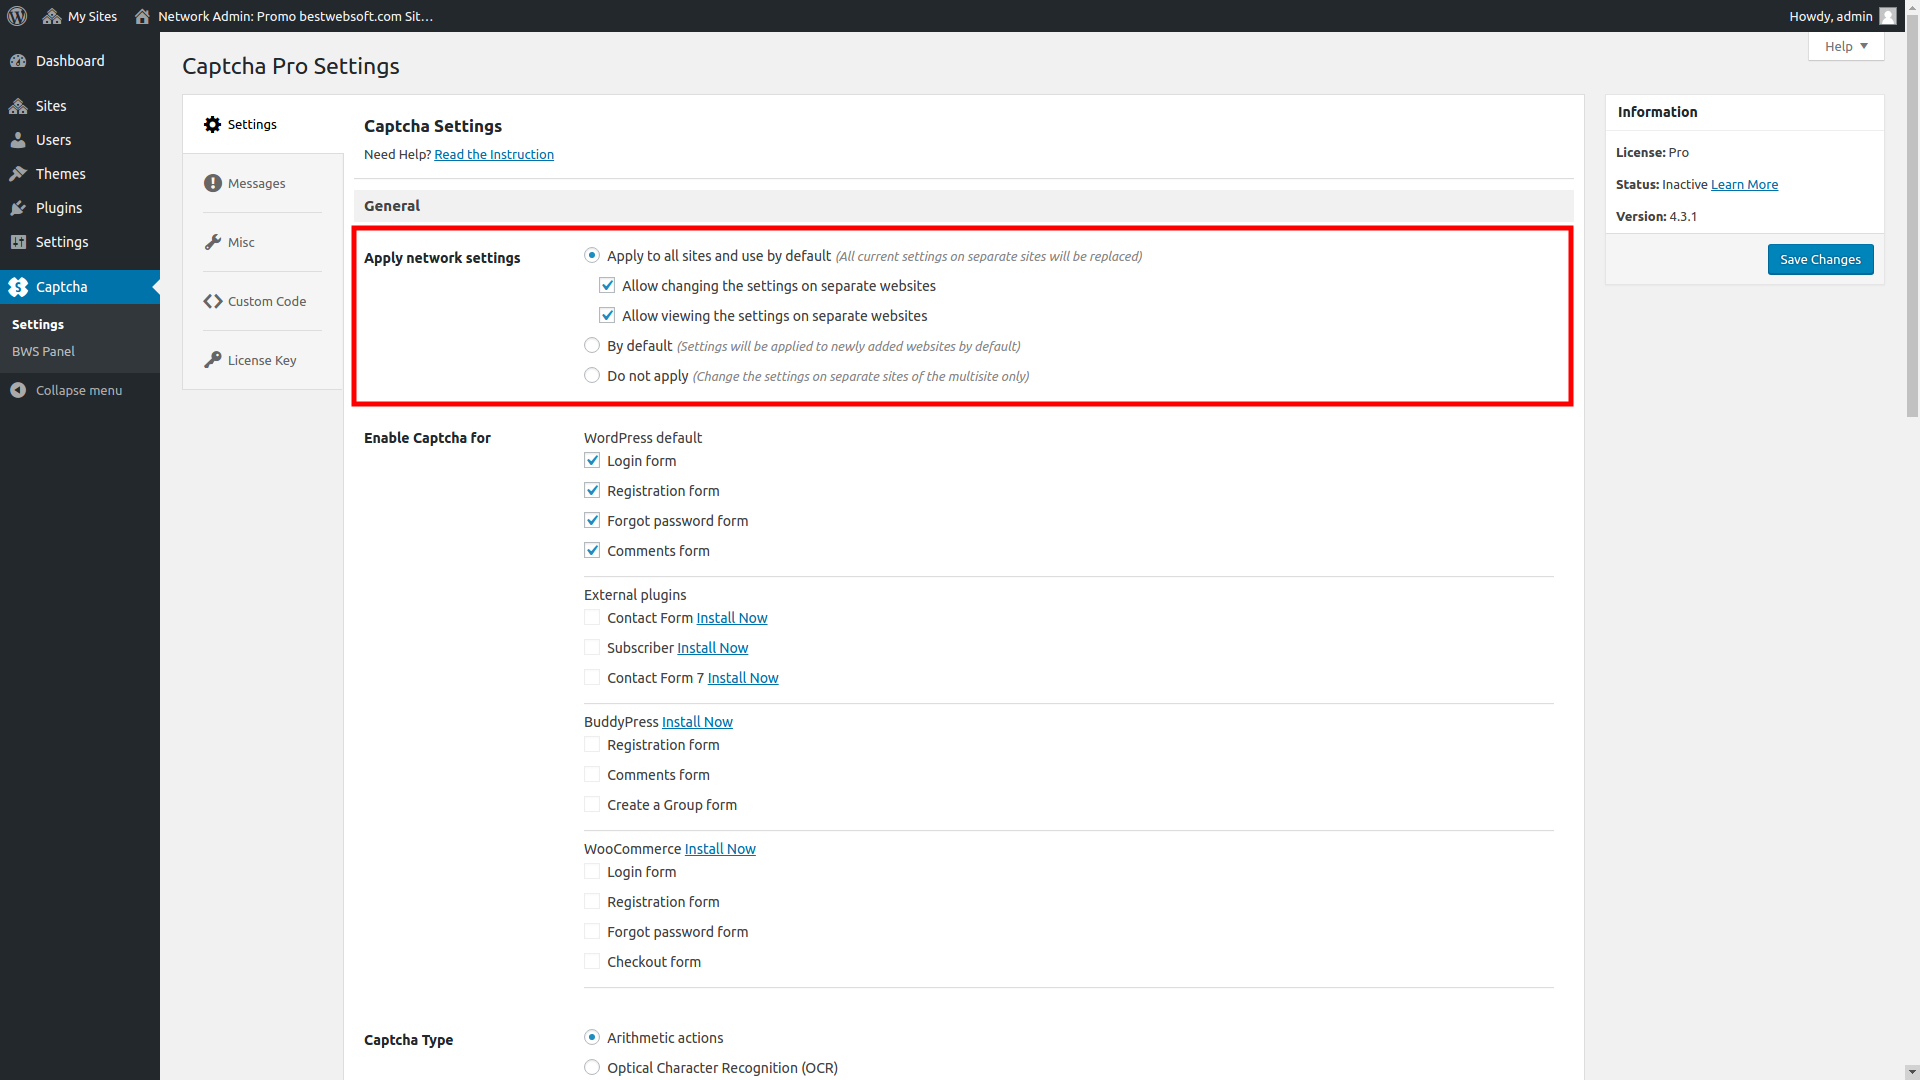 My Sites
Network Admin: Promo bestwebsoft.com Sit...
Howdy, admin
Help
Dashboard
Sites
Users
Themes
Plugins
Settings
Captcha
Settings
BWS Panel
Collapse menu
Captcha Pro Settings
Settings
Messages
Misc
Custom Code
License Key
Captcha Settings
Need Help? Read the Instruction
General
Apply network settings
Apply to all sites and use by default (All current settings on separate sites will be replaced)
Allow changing the settings on separate websites
Allow viewing the settings on separate websites
By default (Settings will be applied to newly added websites by default)
Do not apply (Change the settings on separate sites of the multisite only)
Enable Captcha for
WordPress default
Login form
Registration form
Forgot password form
Comments form
External plugins
Contact Form Install Now
Subscriber Install Now
Contact Form 7 Install Now
BuddyPress Install Now
Registration form
Comments form
Create a Group form
WooCommerce Install Now
Login form
Registration form
Forgot password form
Checkout form
Captcha Type
Arithmetic actions
Optical Character Recognition (OCR)
Information
License: Pro
Status: Inactive Learn More
Version: 4.3.1
Save Changes